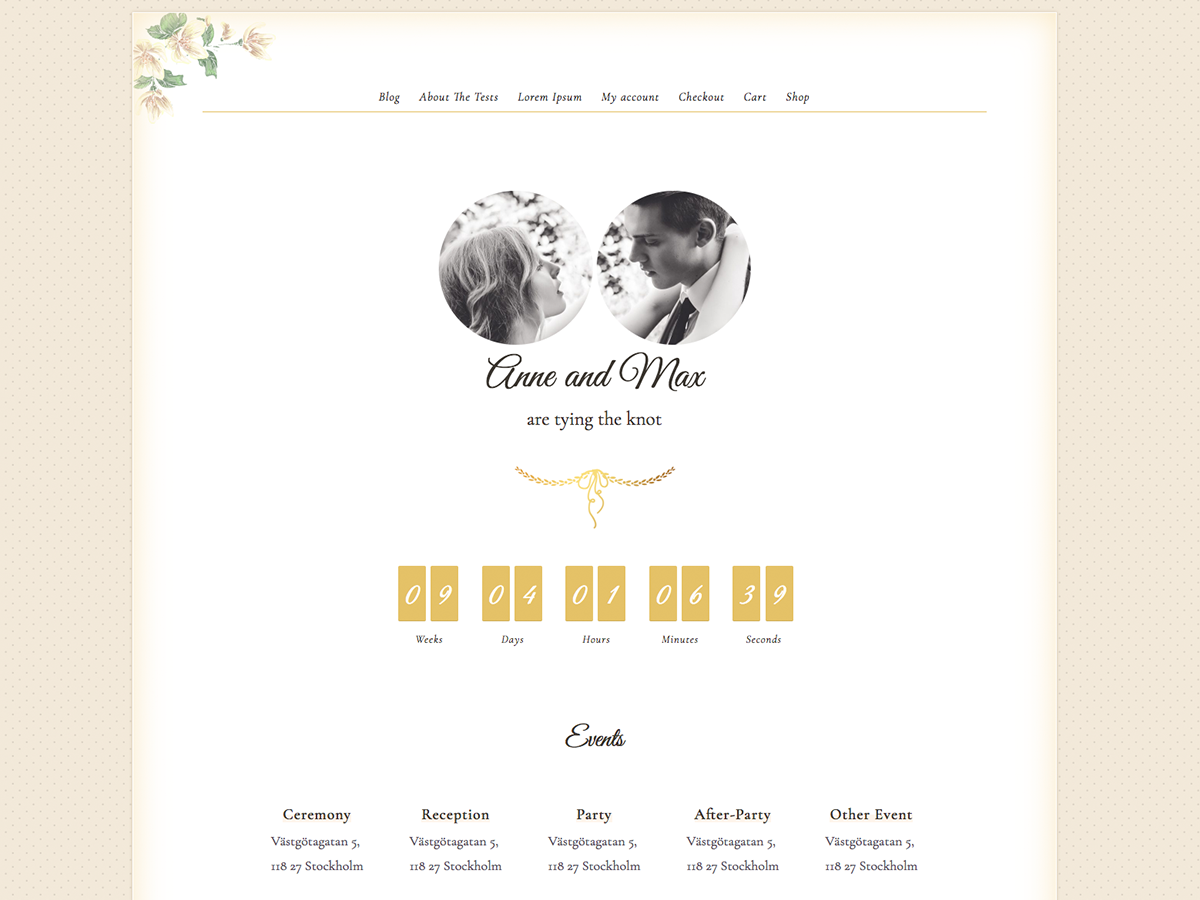 Blog About The Tests Lorem Ipsum My account Checkout Cart Shop
Anne and Max
are tying the knot
09 04 01 06 39
Weeks Days Hours Minutes Seconds
Events
Ceremony Reception Party After-Party Other Event
Västgötagatan 5, Västgötagatan 5, Västgötagatan 5, Västgötagatan 5, Västgötagatan 5,
118 27 Stockholm 118 27 Stockholm 118 27 Stockholm 118 27 Stockholm 118 27 Stockholm